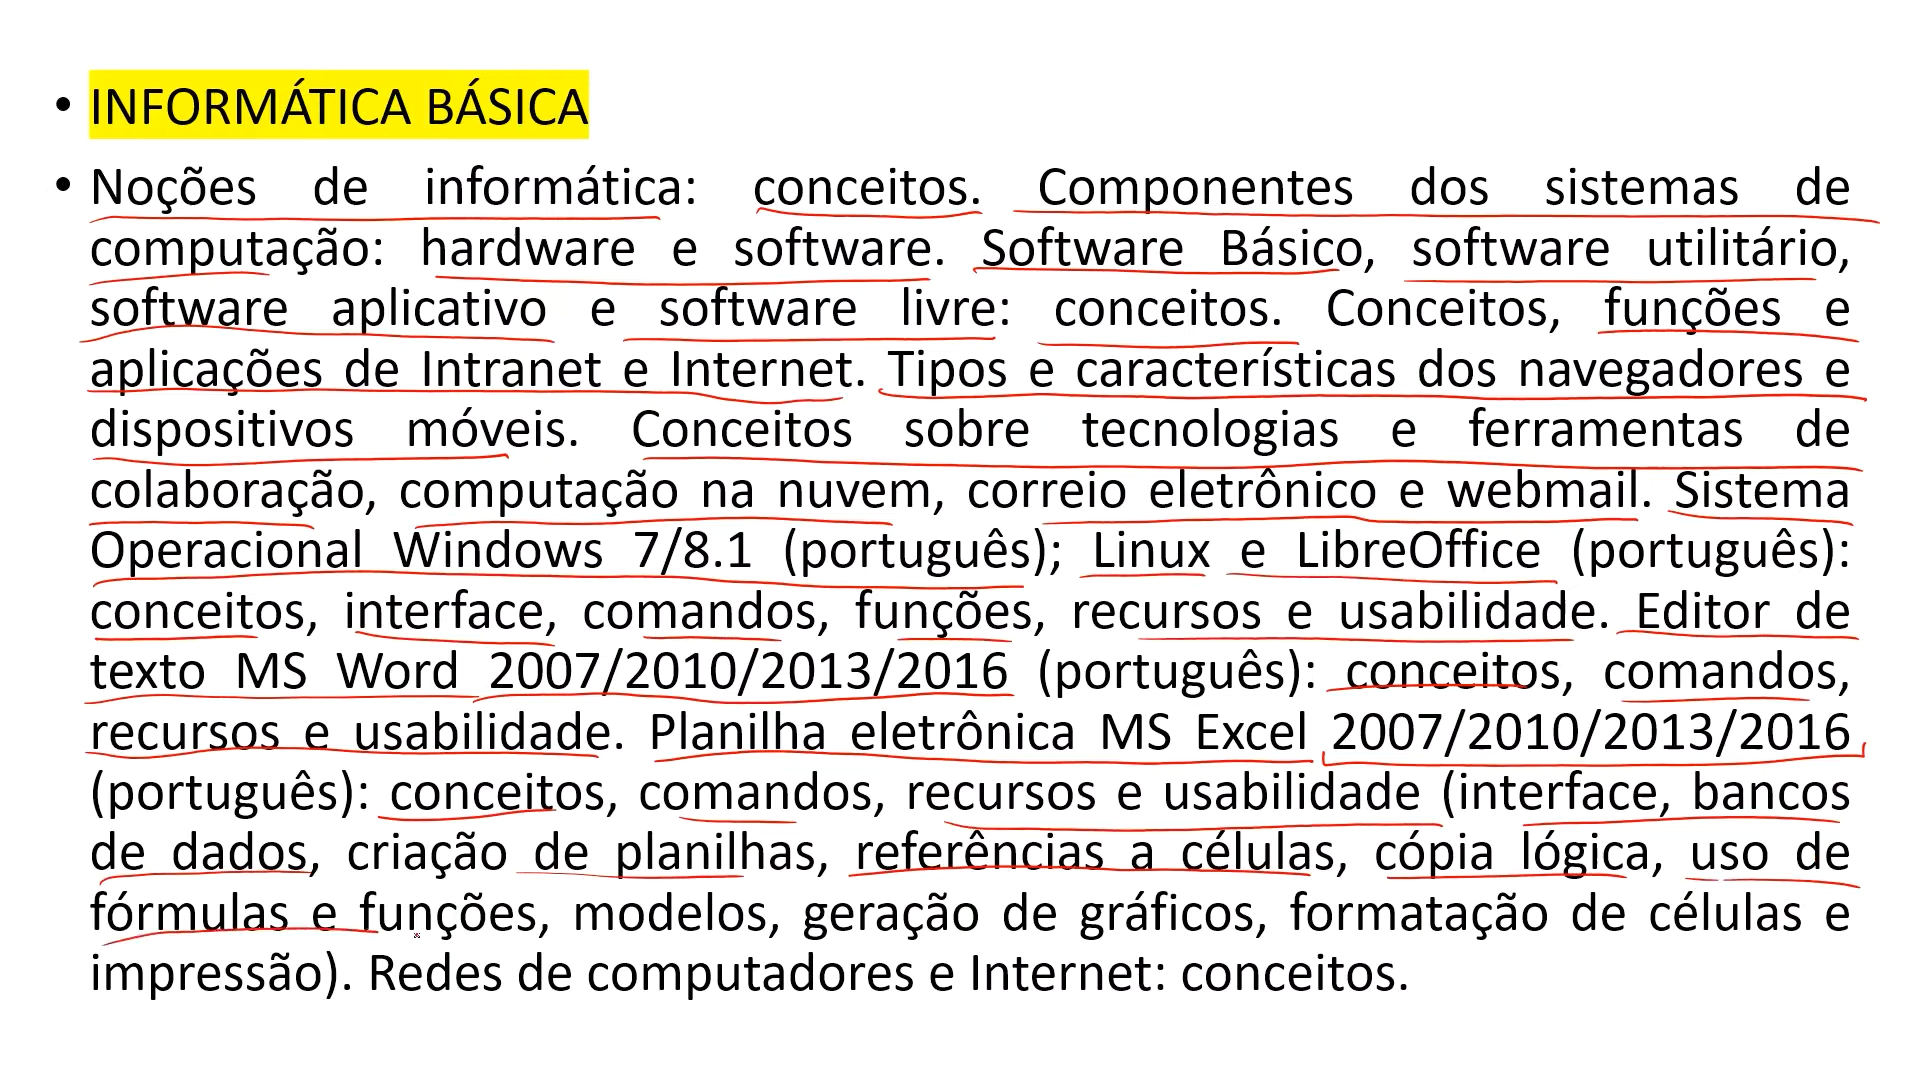 • INFORMÁTICA BÁSICA
• Noções de informática: conceitos. Componentes dos sistemas de
computação: hardware e software. Software Básico, software utilitário,
software aplicativo e software livre: conceitos. Conceitos, funções e
aplicações de Intranet e Internet. Tipos e características dos navegadores e
dispositivos móveis. Conceitos sobre tecnologias e ferramentas de
colaboração, computação na nuvem, correio eletrônico e webmail. Sistema
Operacional Windows 7/8.1 (português); Linux e LibreOffice (português):
conceitos, interface, comandos, funções, recursos e usabilidade. Editor de
texto MS Word 2007/2010/2013/2016 (português): conceitos, comandos,
recursos e usabilidade. Planilha eletrônica MS Excel 2007/2010/2013/2016
(português): conceitos, comandos, recursos e usabilidade (interface, bancos
de dados, criação de planilhas, referências a células, cópia lógica, uso de
fórmulas e funções, modelos, geração de gráficos, formatação de células e
impressão). Redes de computadores e Internet: conceitos.